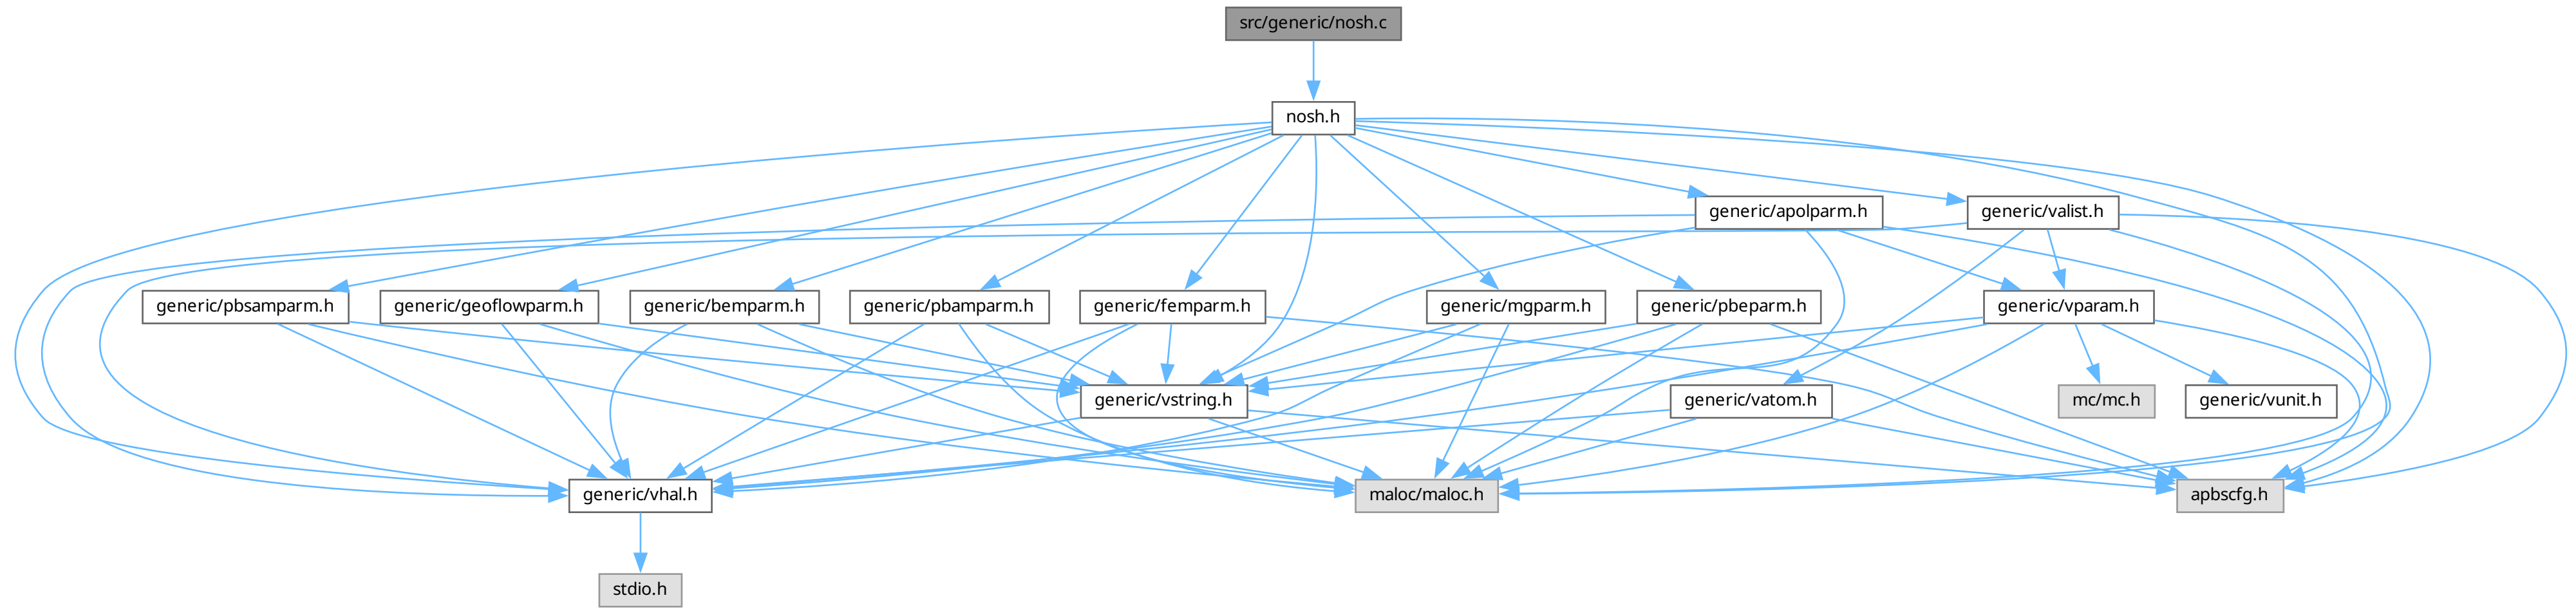 src/generic/nosh.c
nosh.h
generic/apolparm.h
generic/valist.h
generic/pbsamparm.h
generic/geoflowparm.h
generic/bemparm.h
generic/pbamparm.h
generic/femparm.h
generic/mgparm.h
generic/pbeparm.h
generic/vparam.h
generic/vstring.h
generic/vatom.h
mc/mc.h
generic/vunit.h
generic/vhal.h
maloc/maloc.h
apbscfg.h
stdio.h